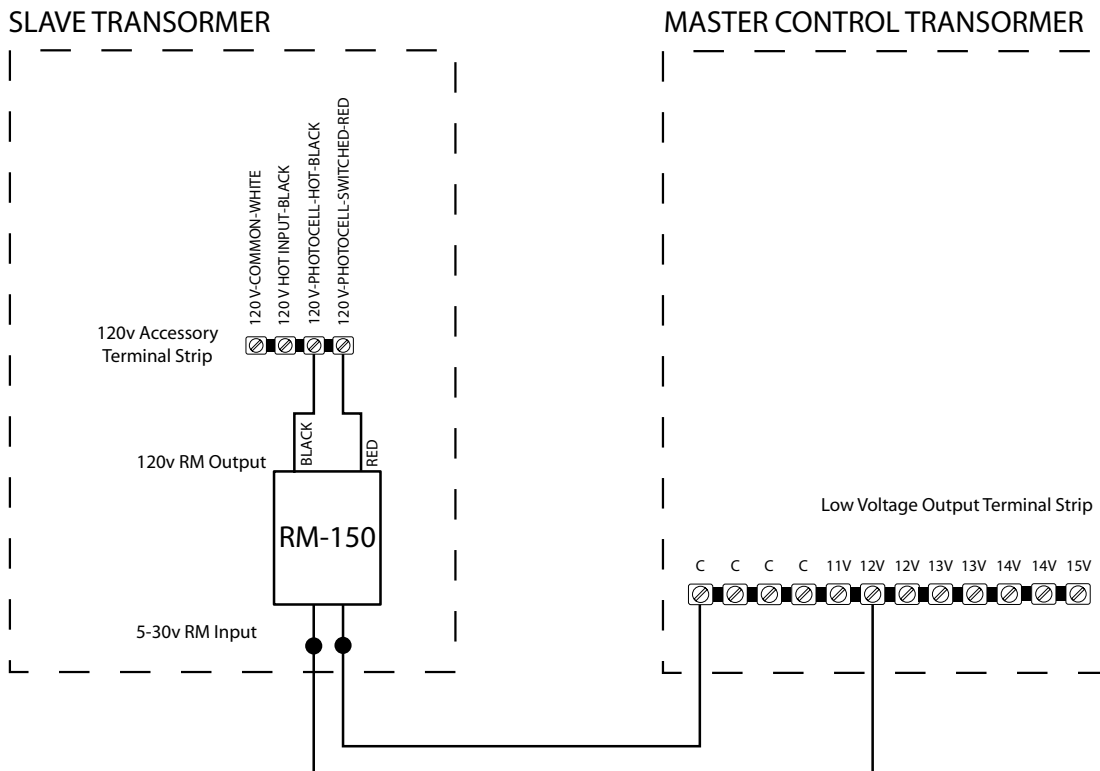 SLAVE TRANSORMER
MASTER CONTROL TRANSORMER
120 V-COMMON-WHITE
120 V HOT INPUT-BLACK
120 V-PHOTOCELL-HOT-BLACK
120 V-PHOTOCELL-SWITCHED-RED
120v Accessory
Terminal Strip
BLACK
RED
120v RM Output
RM-150
5-30v RM Input
Low Voltage Output Terminal Strip
C C C C 11V 12V 12V 13V 13V 14V 14V 15V